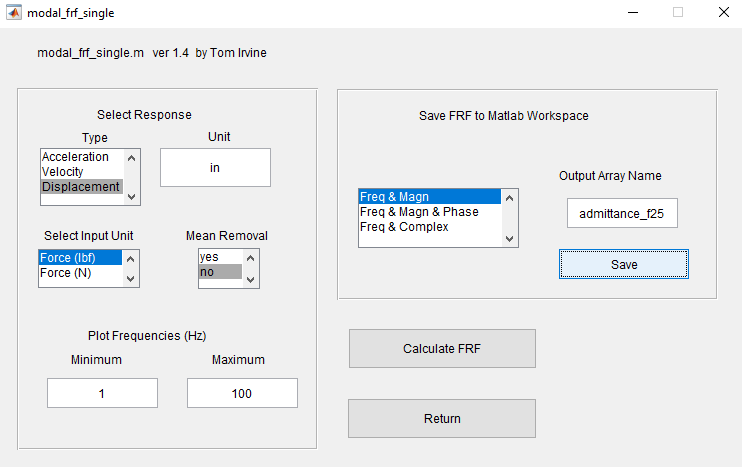 modal_frf_single
modal_frf_single.m ver 1.4 by Tom Irvine
Select Response
Type
Unit
Acceleration
Velocity
Displacement
in
Select Input Unit
Mean Removal
Force (lbf)
Force (N)
yes
no
Plot Frequencies (Hz)
Minimum
Maximum
1
100
Save FRF to Matlab Workspace
Output Array Name
Freq & Magn
Freq & Magn & Phase
Freq & Complex
admittance_f25
Save
Calculate FRF
Return